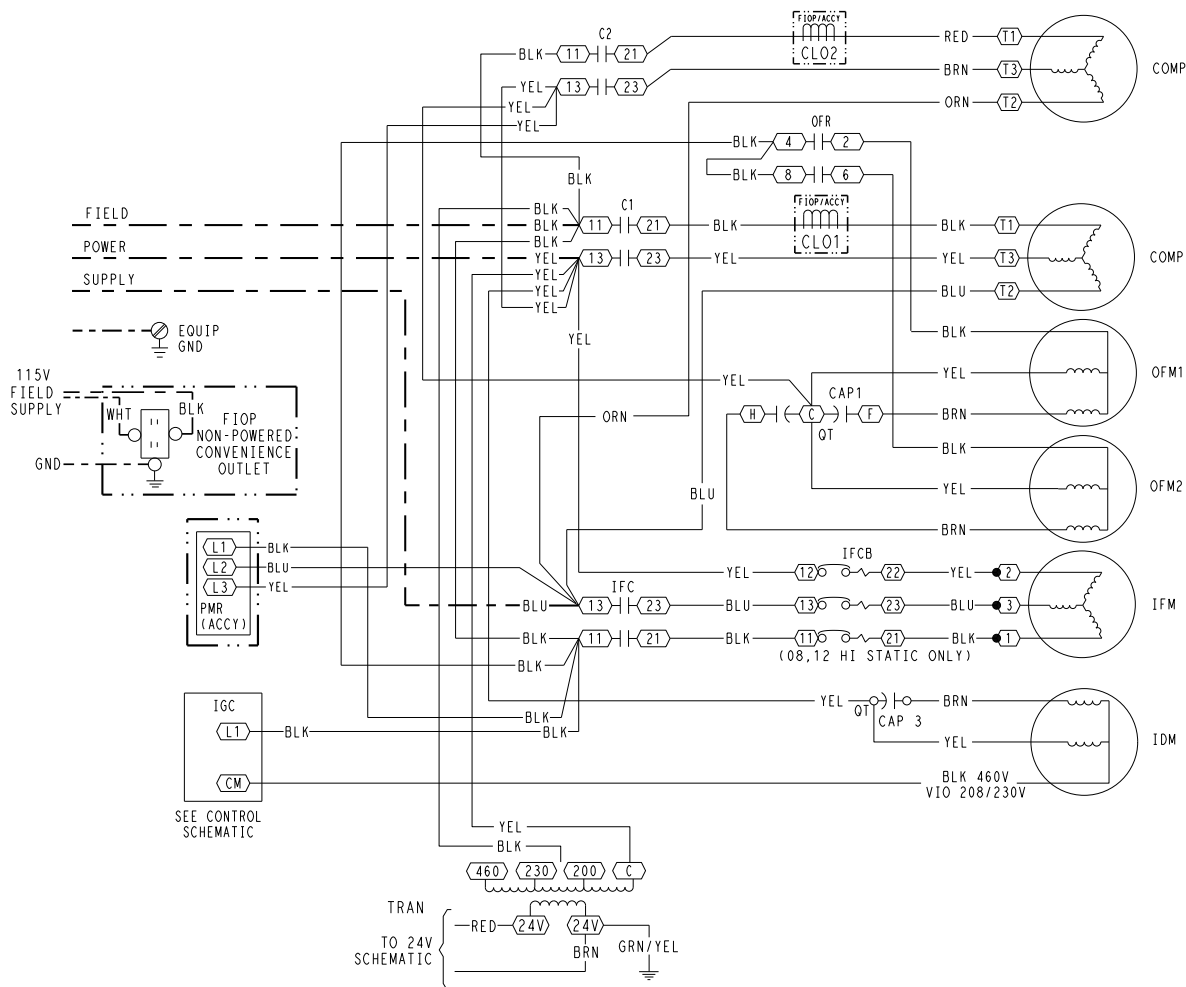 C2
FIOP/ACCY
CLO2
BLK 11 21
RED T1
COMP
YEL 13 23
BRN T3
YEL
ORN T2
YEL
OFR
BLK 4 2
BLK 8 6
BLK
FIELD
BLK
C1
FIOP/ACCY
CLO1
BLK 11 21 BLK
BLK T1
BLK
POWER
YEL 13 23 YEL
YEL T3
COMP
YEL
SUPPLY
YEL
BLU T2
YEL
EQUIP
GND
YEL
BLK
115V
FIELD
SUPPLY
WHT
BLK
FIOP
NON-POWERED
CONVENIENCE
OUTLET
GND
YEL
YEL
OFM1
CAP1
H C F
QT
BRN
ORN
BLK
YEL
OFM2
BLU
BRN
L1 BLK
L2 BLU
L3 YEL
PMR
(ACCY)
IFCB
YEL 12 22 YEL 2
IFC
BLU 13 23 BLU 13 23 BLU 3
IFM
BLK 11 21 BLK 11 21 BLK 1
(08,12 HI STATIC ONLY)
BLK
IGC
YEL
QT
CAP 3
BRN
BLK
L1 BLK
BLK
YEL
IDM
CM
BLK 460V
VIO 208/230V
SEE CONTROL
SCHEMATIC
YEL
BLK
460 230 200 C
TRAN
RED 24V 24V
TO 24V
SCHEMATIC
BRN
GRN/YEL